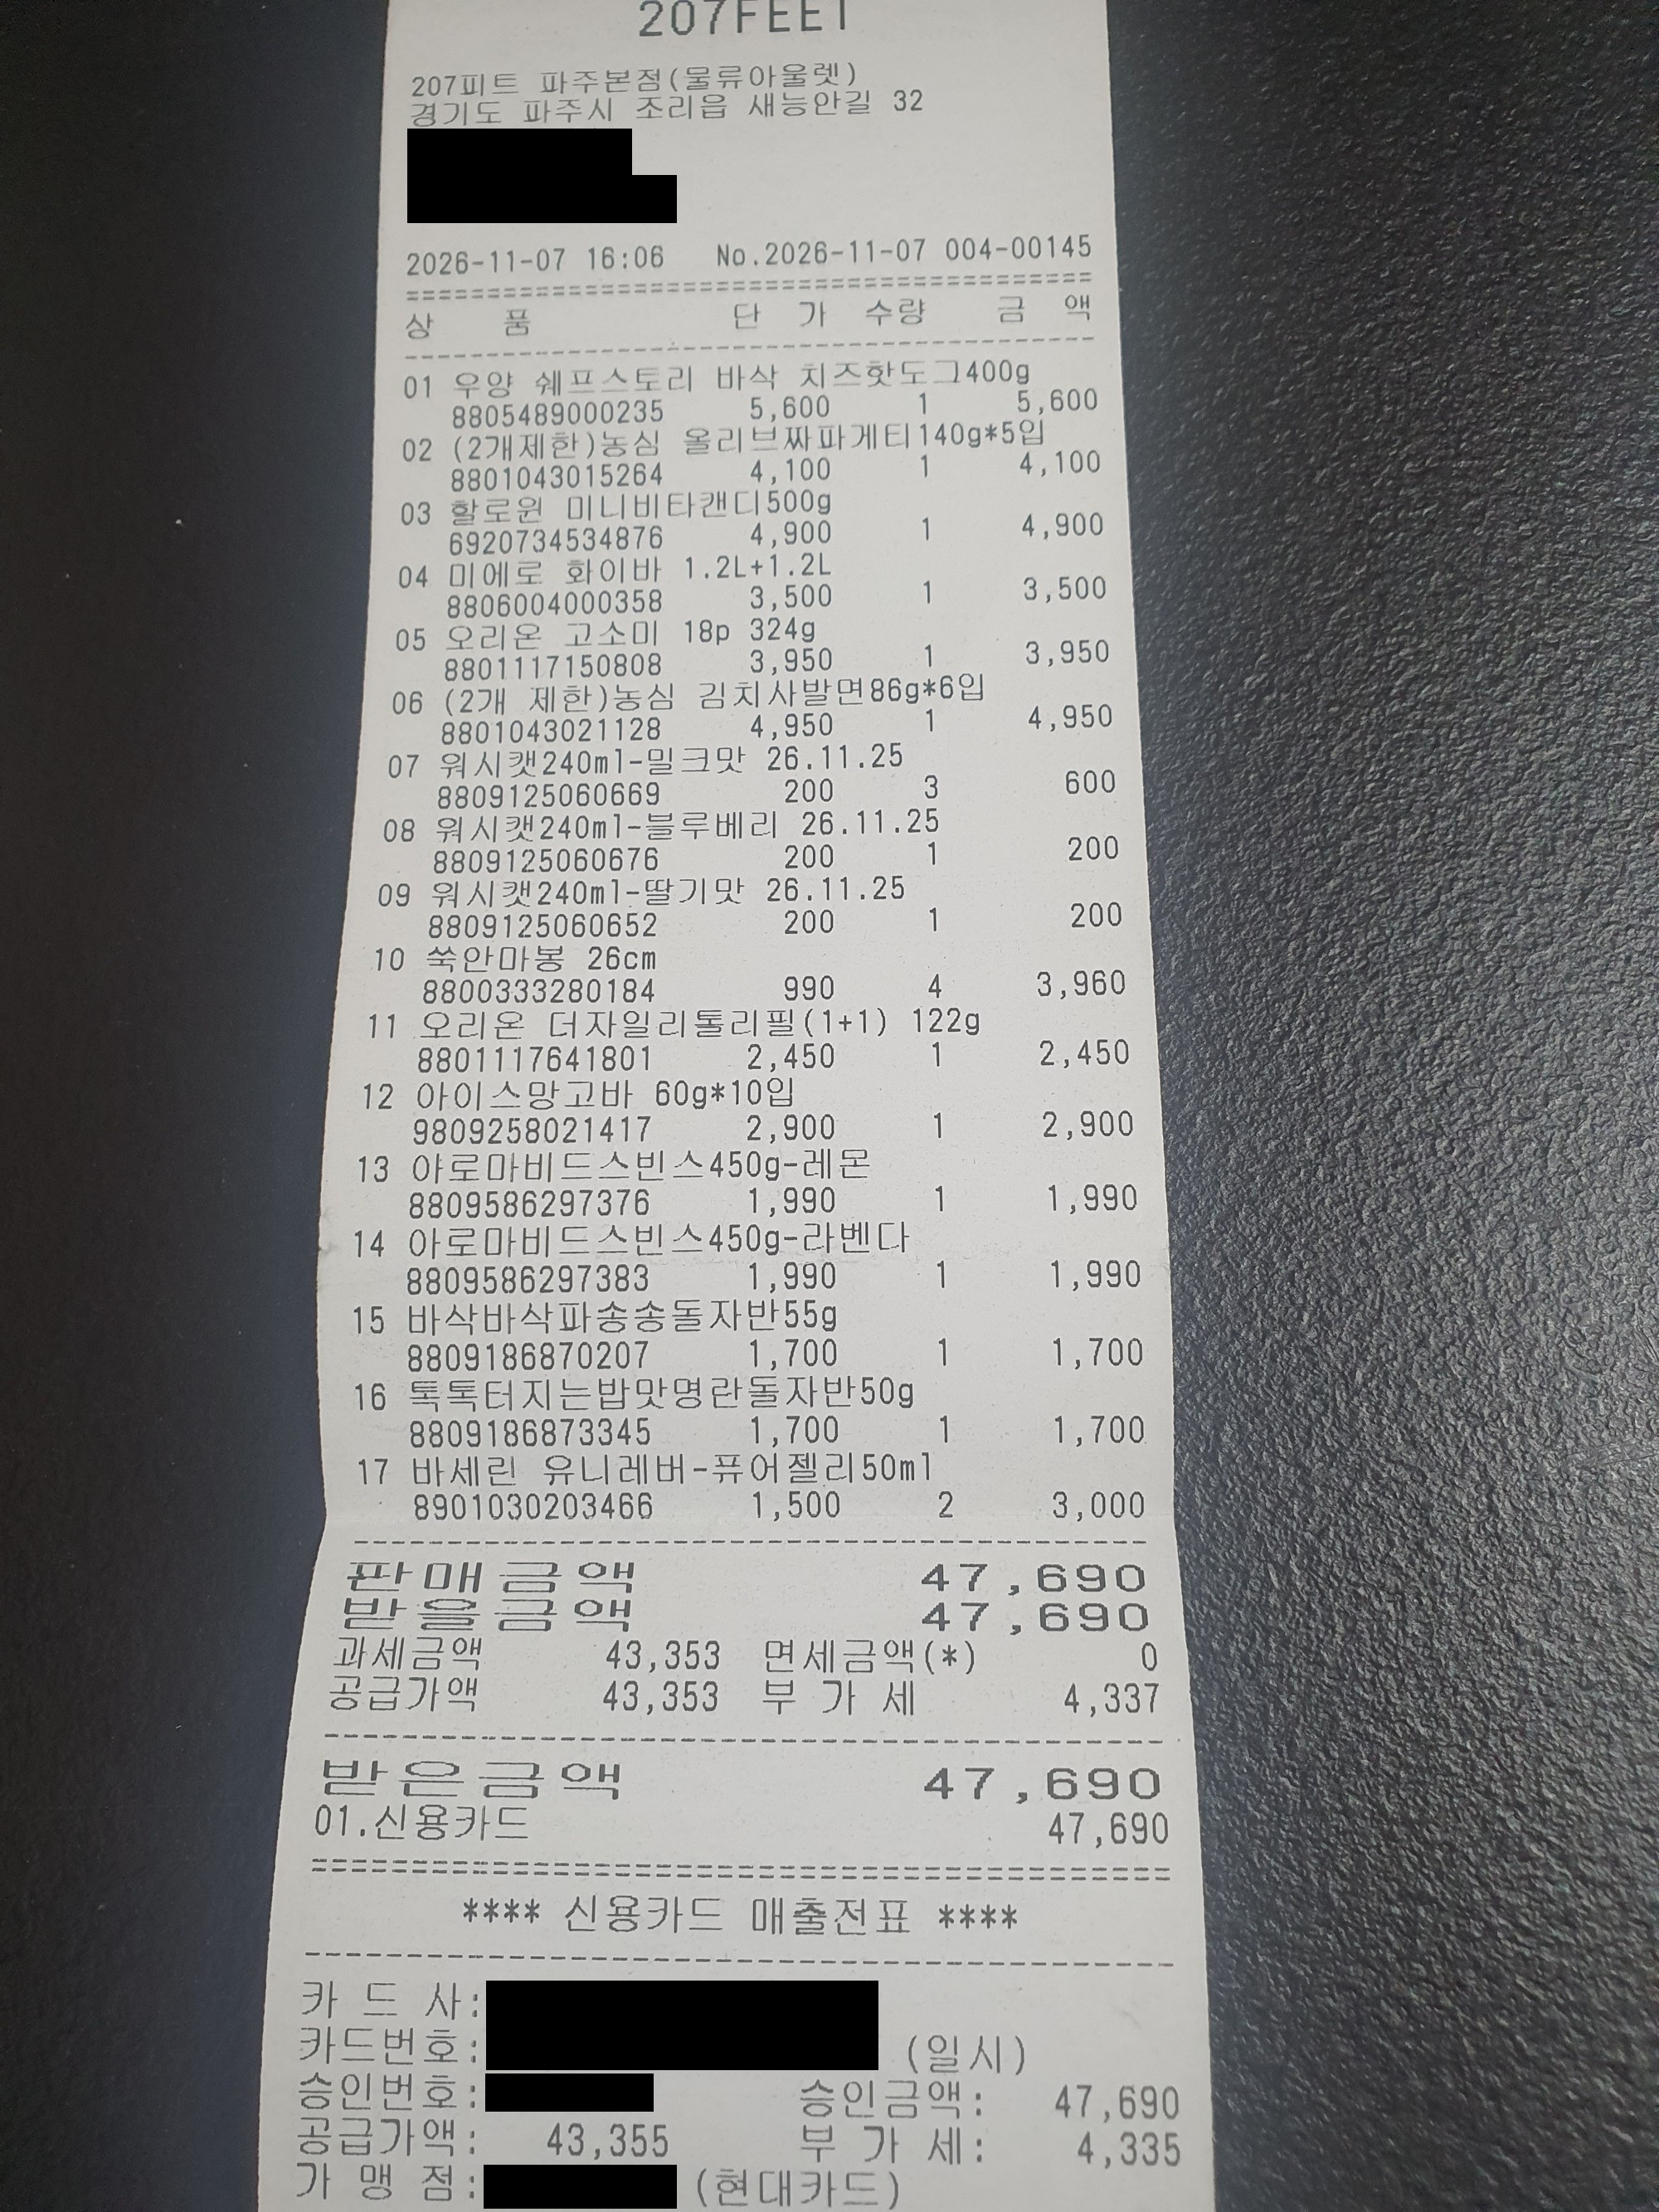 207FEET
207피트 파주본점(물류아울렛)
경기도 파주시 조리읍 새능안길 32
2026-11-07 16:06 No.2026-11-07 004-00145
========================================
상 품 단 가 수량 금 액
----------------------------------------
01 우양 쉐프스토리 바삭 치즈핫도그400g
8805489000235 5,600 1 5,600
02 (2개제한)농심 올리브짜파게티140g*5입
8801043015264 4,100 1 4,100
03 할로윈 미니비타캔디500g
6920734534876 4,900 1 4,900
04 미에로 화이바 1.2L+1.2L
8806004000358 3,500 1 3,500
05 오리온 고소미 18p 324g
8801117150808 3,950 1 3,950
06 (2개 제한)농심 김치사발면86g*6입
8801043021128 4,950 1 4,950
07 워시캣240ml-밀크맛 26.11.25
8809125060669 200 3 600
08 워시캣240ml-블루베리 26.11.25
8809125060676 200 1 200
09 워시캣240ml-딸기맛 26.11.25
8809125060652 200 1 200
10 쑥안마봉 26cm
8800333280184 990 4 3,960
11 오리온 더자일리톨리필(1+1) 122g
8801117641801 2,450 1 2,450
12 아이스망고바 60g*10입
9809258021417 2,900 1 2,900
13 아로마비드스빈스450g-레몬
8809586297376 1,990 1 1,990
14 아로마비드스빈스450g-라벤다
8809586297383 1,990 1 1,990
15 바삭바삭파송송돌자반55g
8809186870207 1,700 1 1,700
16 톡톡터지는밥맛명란돌자반50g
8809186873345 1,700 1 1,700
17 바세린 유니레버-퓨어젤리50ml
8901030203466 1,500 2 3,000
----------------------------------------
판매금액 47,690
받을금액 47,690
과세금액 43,353 면세금액(*) 0
공급가액 43,353 부 가 세 4,337
----------------------------------------
받은금액 47,690
01.신용카드 47,690
========================================
**** 신용카드 매출전표 ****
----------------------------------------
카 드 사:
카드번호: (일시)
승인번호: 승인금액: 47,690
공급가액: 43,355 부 가 세: 4,335
가 맹 점: (현대카드)